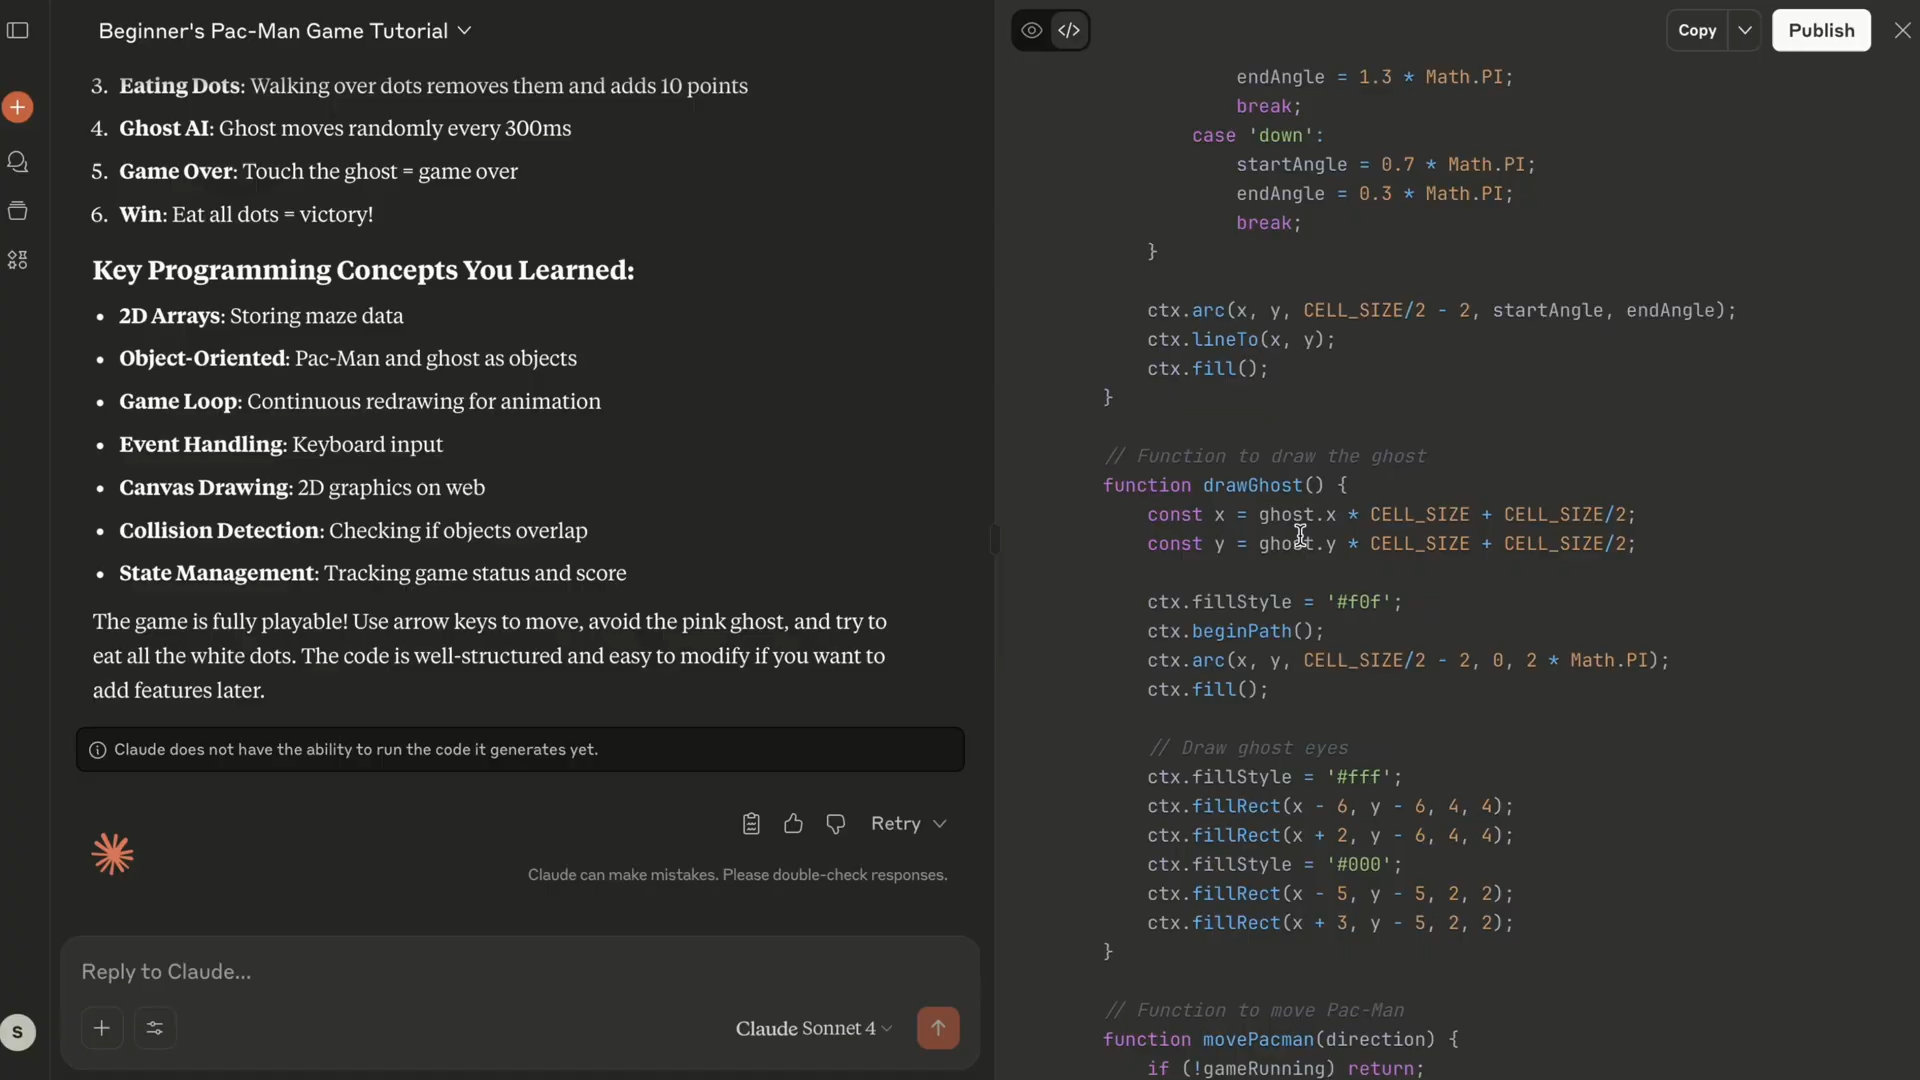 Beginner's Pac-Man Game Tutorial
3. Eating Dots: Walking over dots removes them and adds 10 points
4. Ghost AI: Ghost moves randomly every 300ms
5. Game Over: Touch the ghost = game over
6. Win: Eat all dots = victory!
Key Programming Concepts You Learned:
• 2D Arrays: Storing maze data
• Object-Oriented: Pac-Man and ghost as objects
• Game Loop: Continuous redrawing for animation
• Event Handling: Keyboard input
• Canvas Drawing: 2D graphics on web
• Collision Detection: Checking if objects overlap
• State Management: Tracking game status and score
The game is fully playable! Use arrow keys to move, avoid the pink ghost, and try to
eat all the white dots. The code is well-structured and easy to modify if you want to
add features later.
Claude does not have the ability to run the code it generates yet.
Retry
Claude can make mistakes. Please double-check responses.
Reply to Claude...
Claude Sonnet 4
S
Copy
Publish
endAngle = 1.3 * Math.PI;
break;
case 'down':
startAngle = 0.7 * Math.PI;
endAngle = 0.3 * Math.PI;
break;
}
ctx.arc(x, y, CELL_SIZE/2 - 2, startAngle, endAngle);
ctx.lineTo(x, y);
ctx.fill();
}
// Function to draw the ghost
function drawGhost() {
const x = ghost.x * CELL_SIZE + CELL_SIZE/2;
const y = ghost.y * CELL_SIZE + CELL_SIZE/2;
ctx.fillStyle = '#f0f';
ctx.beginPath();
ctx.arc(x, y, CELL_SIZE/2 - 2, 0, 2 * Math.PI);
ctx.fill();
// Draw ghost eyes
ctx.fillStyle = '#fff';
ctx.fillRect(x - 6, y - 6, 4, 4);
ctx.fillRect(x + 2, y - 6, 4, 4);
ctx.fillStyle = '#000';
ctx.fillRect(x - 5, y - 5, 2, 2);
ctx.fillRect(x + 3, y - 5, 2, 2);
}
// Function to move Pac-Man
function movePacman(direction) {
if (!gameRunning) return;